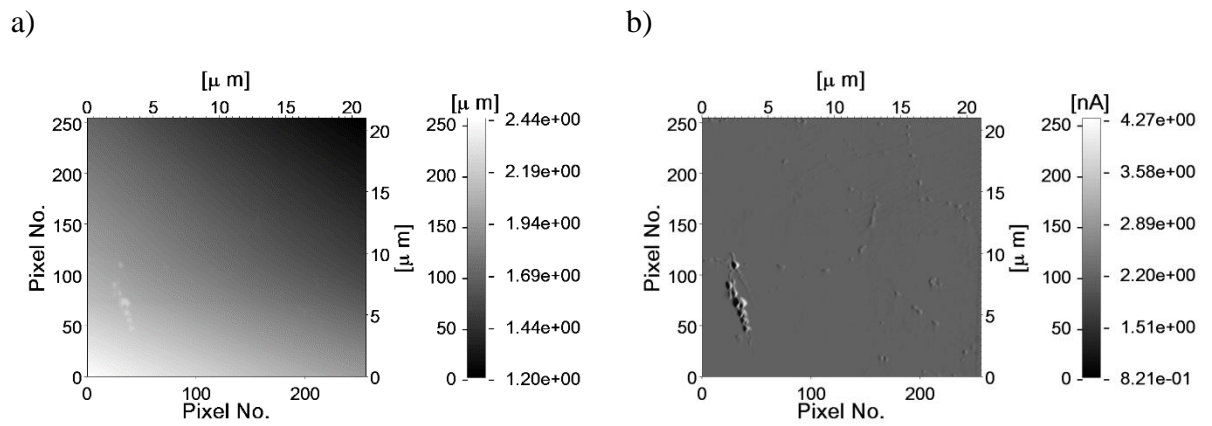 a)
[μ m]
0 5 10 15 20
250
200
150
100
50
0
Pixel No.
0 100 200
Pixel No.
20
15
10
5
0
[μ m]
[μ m]
250 - 2.44e+00
200 - 2.19e+00
150 - 1.94e+00
100 - 1.69e+00
50 - 1.44e+00
0 - 1.20e+00
b)
[μ m]
0 5 10 15 20
250
200
150
100
50
0
Pixel No.
0 100 200
Pixel No.
20
15
10
5
0
[μ m]
[nA]
250 - 4.27e+00
200 - 3.58e+00
150 - 2.89e+00
100 - 2.20e+00
50 - 1.51e+00
0 - 8.21e-01